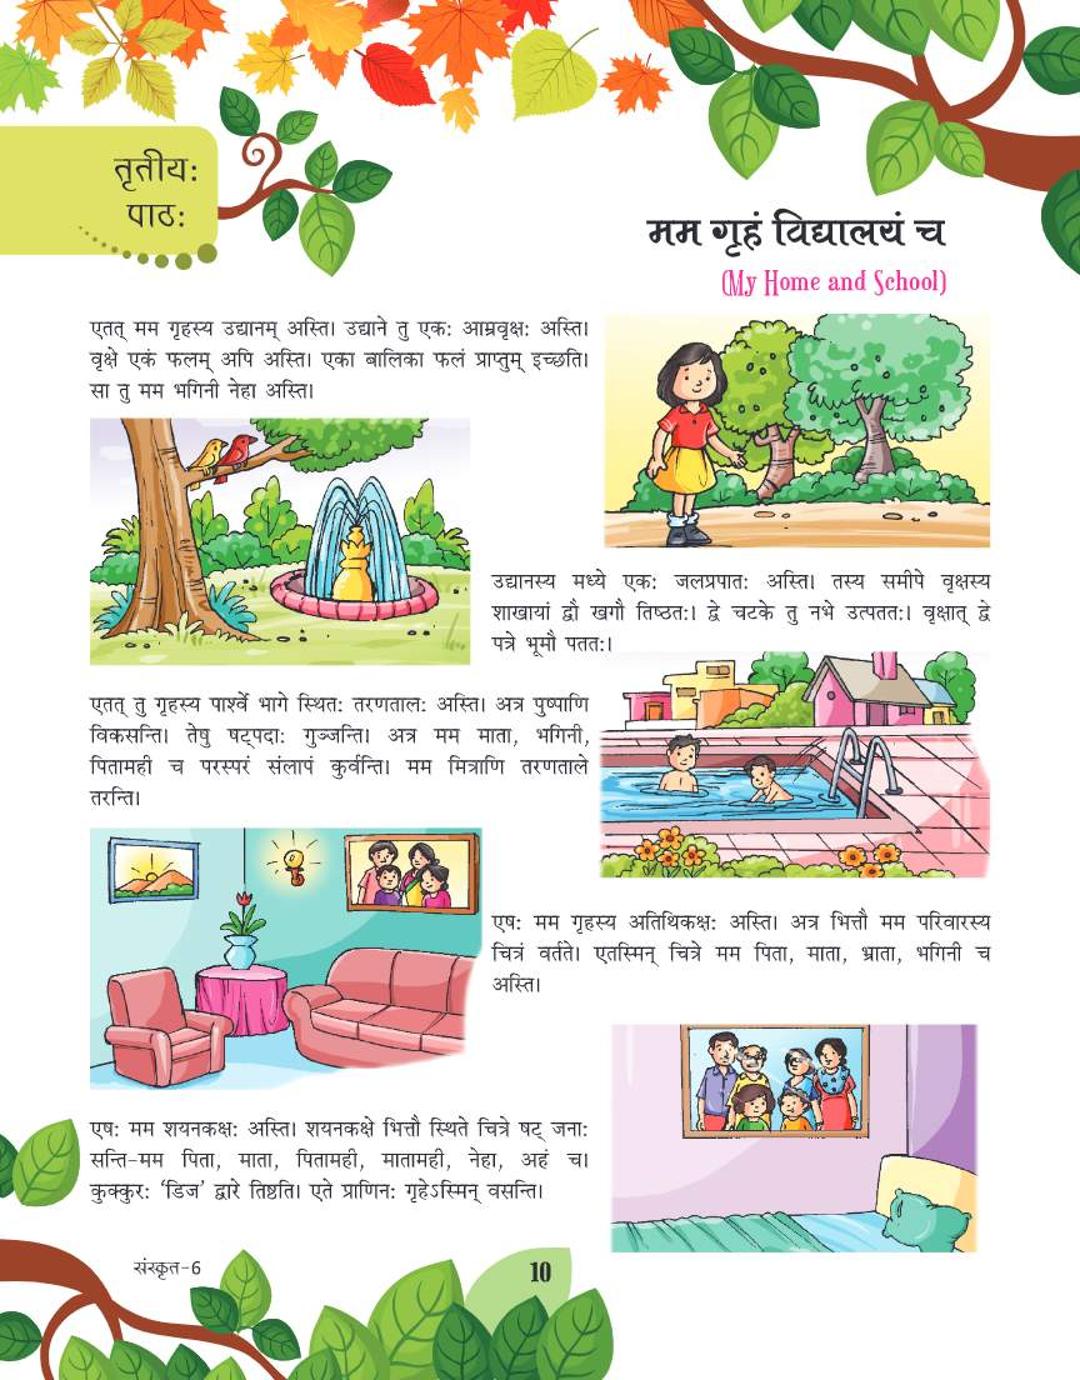 तृतीय:
पाठ:
मम गृहं विद्यालयं च
(My Home and School)
एतत् मम गृहस्य उद्यानम् अस्ति। उद्याने तु एक: आम्रवृक्ष: अस्ति।
वृक्षे एकं फलम् अपि अस्ति। एका बालिका फलं प्राप्तुम् इच्छति।
सा तु मम भगिनी नेहा अस्ति।
उद्यानस्य मध्ये एक: जलप्रपात: अस्ति। तस्य समीपे वृक्षस्य
शाखायां द्वौ खगौ तिष्ठत:। द्वे चटके तु नभे उत्पतत:। वृक्षात् द्वे
पत्रे भूमौ पतत:।
एतत् तु गृहस्य पार्श्वे भागे स्थित: तरणताल: अस्ति। अत्र पुष्पाणि
विकसन्ति। तेषु षट्पदा: गुञ्जन्ति। अत्र मम माता, भगिनी,
पितामही च परस्परं संलापं कुर्वन्ति। मम मित्राणि तरणताले
तरन्ति।
एष: मम गृहस्य अतिथिकक्ष: अस्ति। अत्र भित्तौ मम परिवारस्य
चित्रं वर्तते। एतस्मिन् चित्रे मम पिता, माता, भ्राता, भगिनी च
अस्ति।
एष: मम शयनकक्ष: अस्ति। शयनकक्षे भित्तौ स्थिते चित्रे षट् जना:
सन्ति-मम पिता, माता, पितामही, मातामही, नेहा, अहं च।
कुक्कुर: ‘डिज’ द्वारे तिष्ठति। एते प्राणिन: गृहेऽस्मिन् वसन्ति।
संस्कृत-6
10